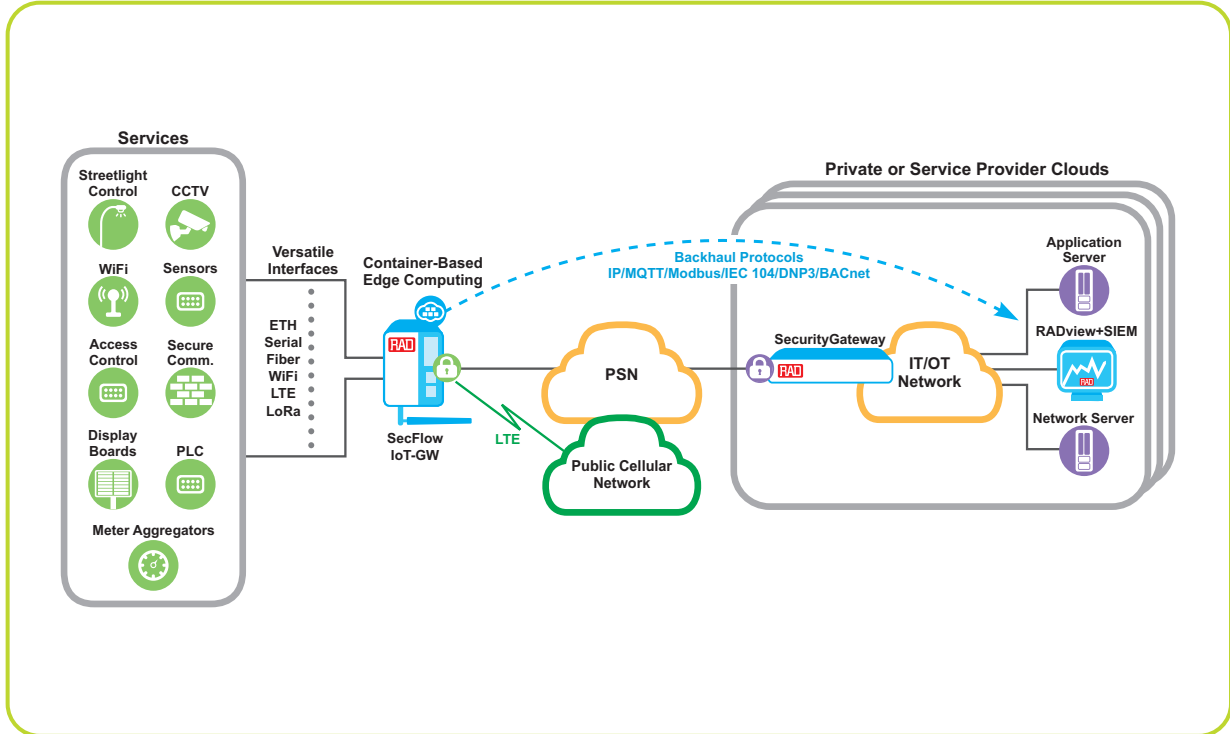 Services
Streetlight
Control
CCTV
WiFi
Sensors
Access
Control
Secure
Comm.
Display
Boards
PLC
Meter Aggregators
Versatile
Interfaces
ETH
Serial
Fiber
WiFi
LTE
LoRa
Container-Based
Edge Computing
RAD
SecFlow
IoT-GW
LTE
Backhaul Protocols
IP/MQTT/Modbus/IEC 104/DNP3/BACnet
PSN
Public Cellular
Network
Private or Service Provider Clouds
SecurityGateway
RAD
IT/OT
Network
Application
Server
RADview+SIEM
RAD
Network Server